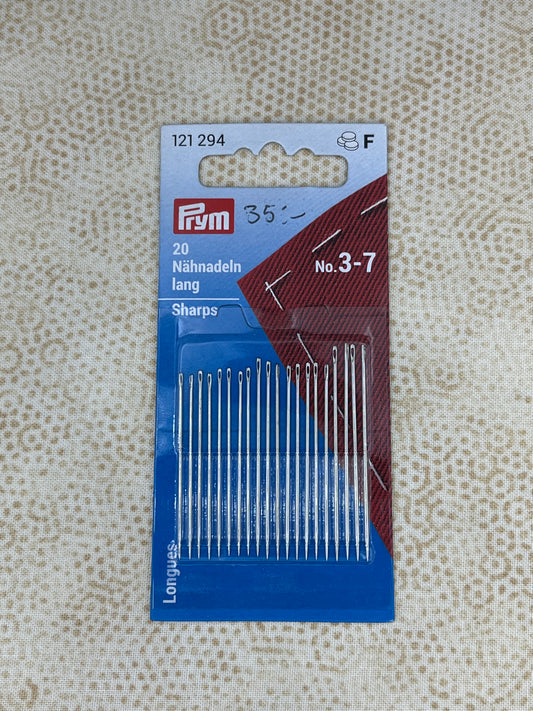 121 294
F
Prym
35:-
20
Nähnadeln
lang
No. 3-7
Sharps
Longues